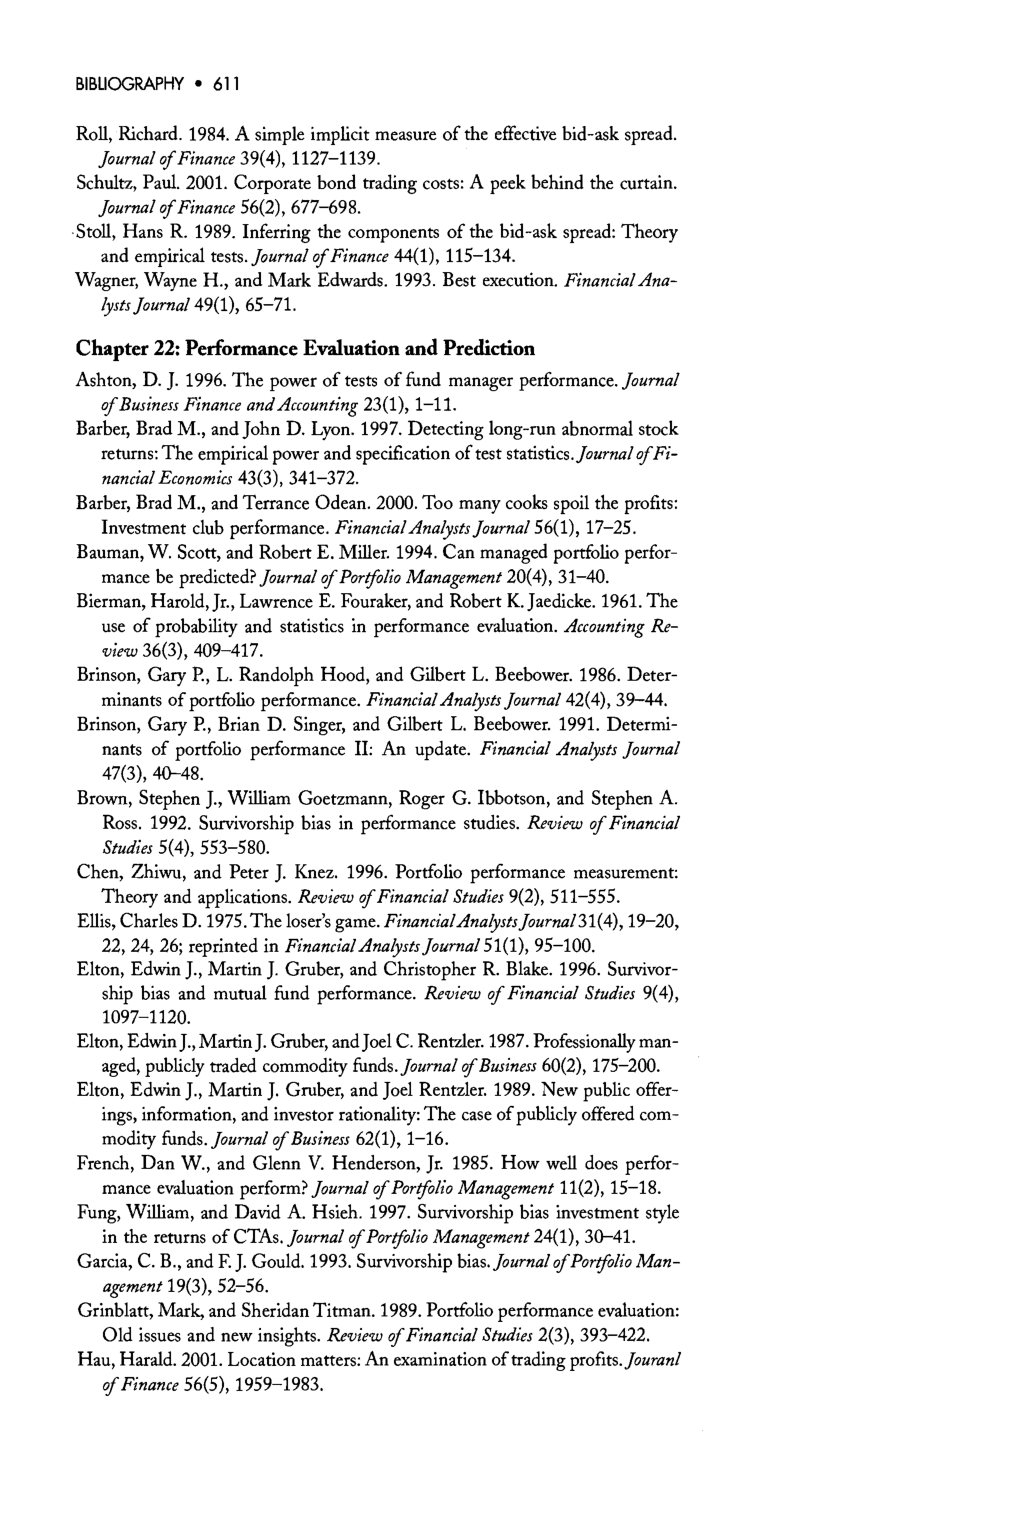 BIBLIOGRAPHY • 611
Roll, Richard. 1984. A simple implicit measure of the effective bid-ask spread.
Journal of Finance 39(4), 1127–1139.
Schultz, Paul. 2001. Corporate bond trading costs: A peek behind the curtain.
Journal of Finance 56(2), 677–698.
Stoll, Hans R. 1989. Inferring the components of the bid-ask spread: Theory
and empirical tests. Journal of Finance 44(1), 115–134.
Wagner, Wayne H., and Mark Edwards. 1993. Best execution. Financial Ana-
lysts Journal 49(1), 65–71.
Chapter 22: Performance Evaluation and Prediction
Ashton, D. J. 1996. The power of tests of fund manager performance. Journal
of Business Finance and Accounting 23(1), 1–11.
Barber, Brad M., and John D. Lyon. 1997. Detecting long-run abnormal stock
returns: The empirical power and specification of test statistics. Journal of Fi-
nancial Economics 43(3), 341–372.
Barber, Brad M., and Terrance Odean. 2000. Too many cooks spoil the profits:
Investment club performance. Financial Analysts Journal 56(1), 17–25.
Bauman, W. Scott, and Robert E. Miller. 1994. Can managed portfolio perfor-
mance be predicted? Journal of Portfolio Management 20(4), 31–40.
Bierman, Harold, Jr., Lawrence E. Fouraker, and Robert K. Jaedicke. 1961. The
use of probability and statistics in performance evaluation. Accounting Re-
view 36(3), 409–417.
Brinson, Gary P., L. Randolph Hood, and Gilbert L. Beebower. 1986. Deter-
minants of portfolio performance. Financial Analysts Journal 42(4), 39–44.
Brinson, Gary P., Brian D. Singer, and Gilbert L. Beebower. 1991. Determi-
nants of portfolio performance II: An update. Financial Analysts Journal
47(3), 40–48.
Brown, Stephen J., William Goetzmann, Roger G. Ibbotson, and Stephen A.
Ross. 1992. Survivorship bias in performance studies. Review of Financial
Studies 5(4), 553–580.
Chen, Zhiwu, and Peter J. Knez. 1996. Portfolio performance measurement:
Theory and applications. Review of Financial Studies 9(2), 511–555.
Ellis, Charles D. 1975. The loser's game. Financial Analysts Journal 31(4), 19–20,
22, 24, 26; reprinted in Financial Analysts Journal 51(1), 95–100.
Elton, Edwin J., Martin J. Gruber, and Christopher R. Blake. 1996. Survivor-
ship bias and mutual fund performance. Review of Financial Studies 9(4),
1097–1120.
Elton, Edwin J., Martin J. Gruber, and Joel C. Rentzler. 1987. Professionally man-
aged, publicly traded commodity funds. Journal of Business 60(2), 175–200.
Elton, Edwin J., Martin J. Gruber, and Joel Rentzler. 1989. New public offer-
ings, information, and investor rationality: The case of publicly offered com-
modity funds. Journal of Business 62(1), 1–16.
French, Dan W., and Glenn V. Henderson, Jr. 1985. How well does perfor-
mance evaluation perform? Journal of Portfolio Management 11(2), 15–18.
Fung, William, and David A. Hsieh. 1997. Survivorship bias investment style
in the returns of CTAs. Journal of Portfolio Management 24(1), 30–41.
Garcia, C. B., and F. J. Gould. 1993. Survivorship bias. Journal of Portfolio Man-
agement 19(3), 52–56.
Grinblatt, Mark, and Sheridan Titman. 1989. Portfolio performance evaluation:
Old issues and new insights. Review of Financial Studies 2(3), 393–422.
Hau, Harald. 2001. Location matters: An examination of trading profits. Jouranl
of Finance 56(5), 1959–1983.